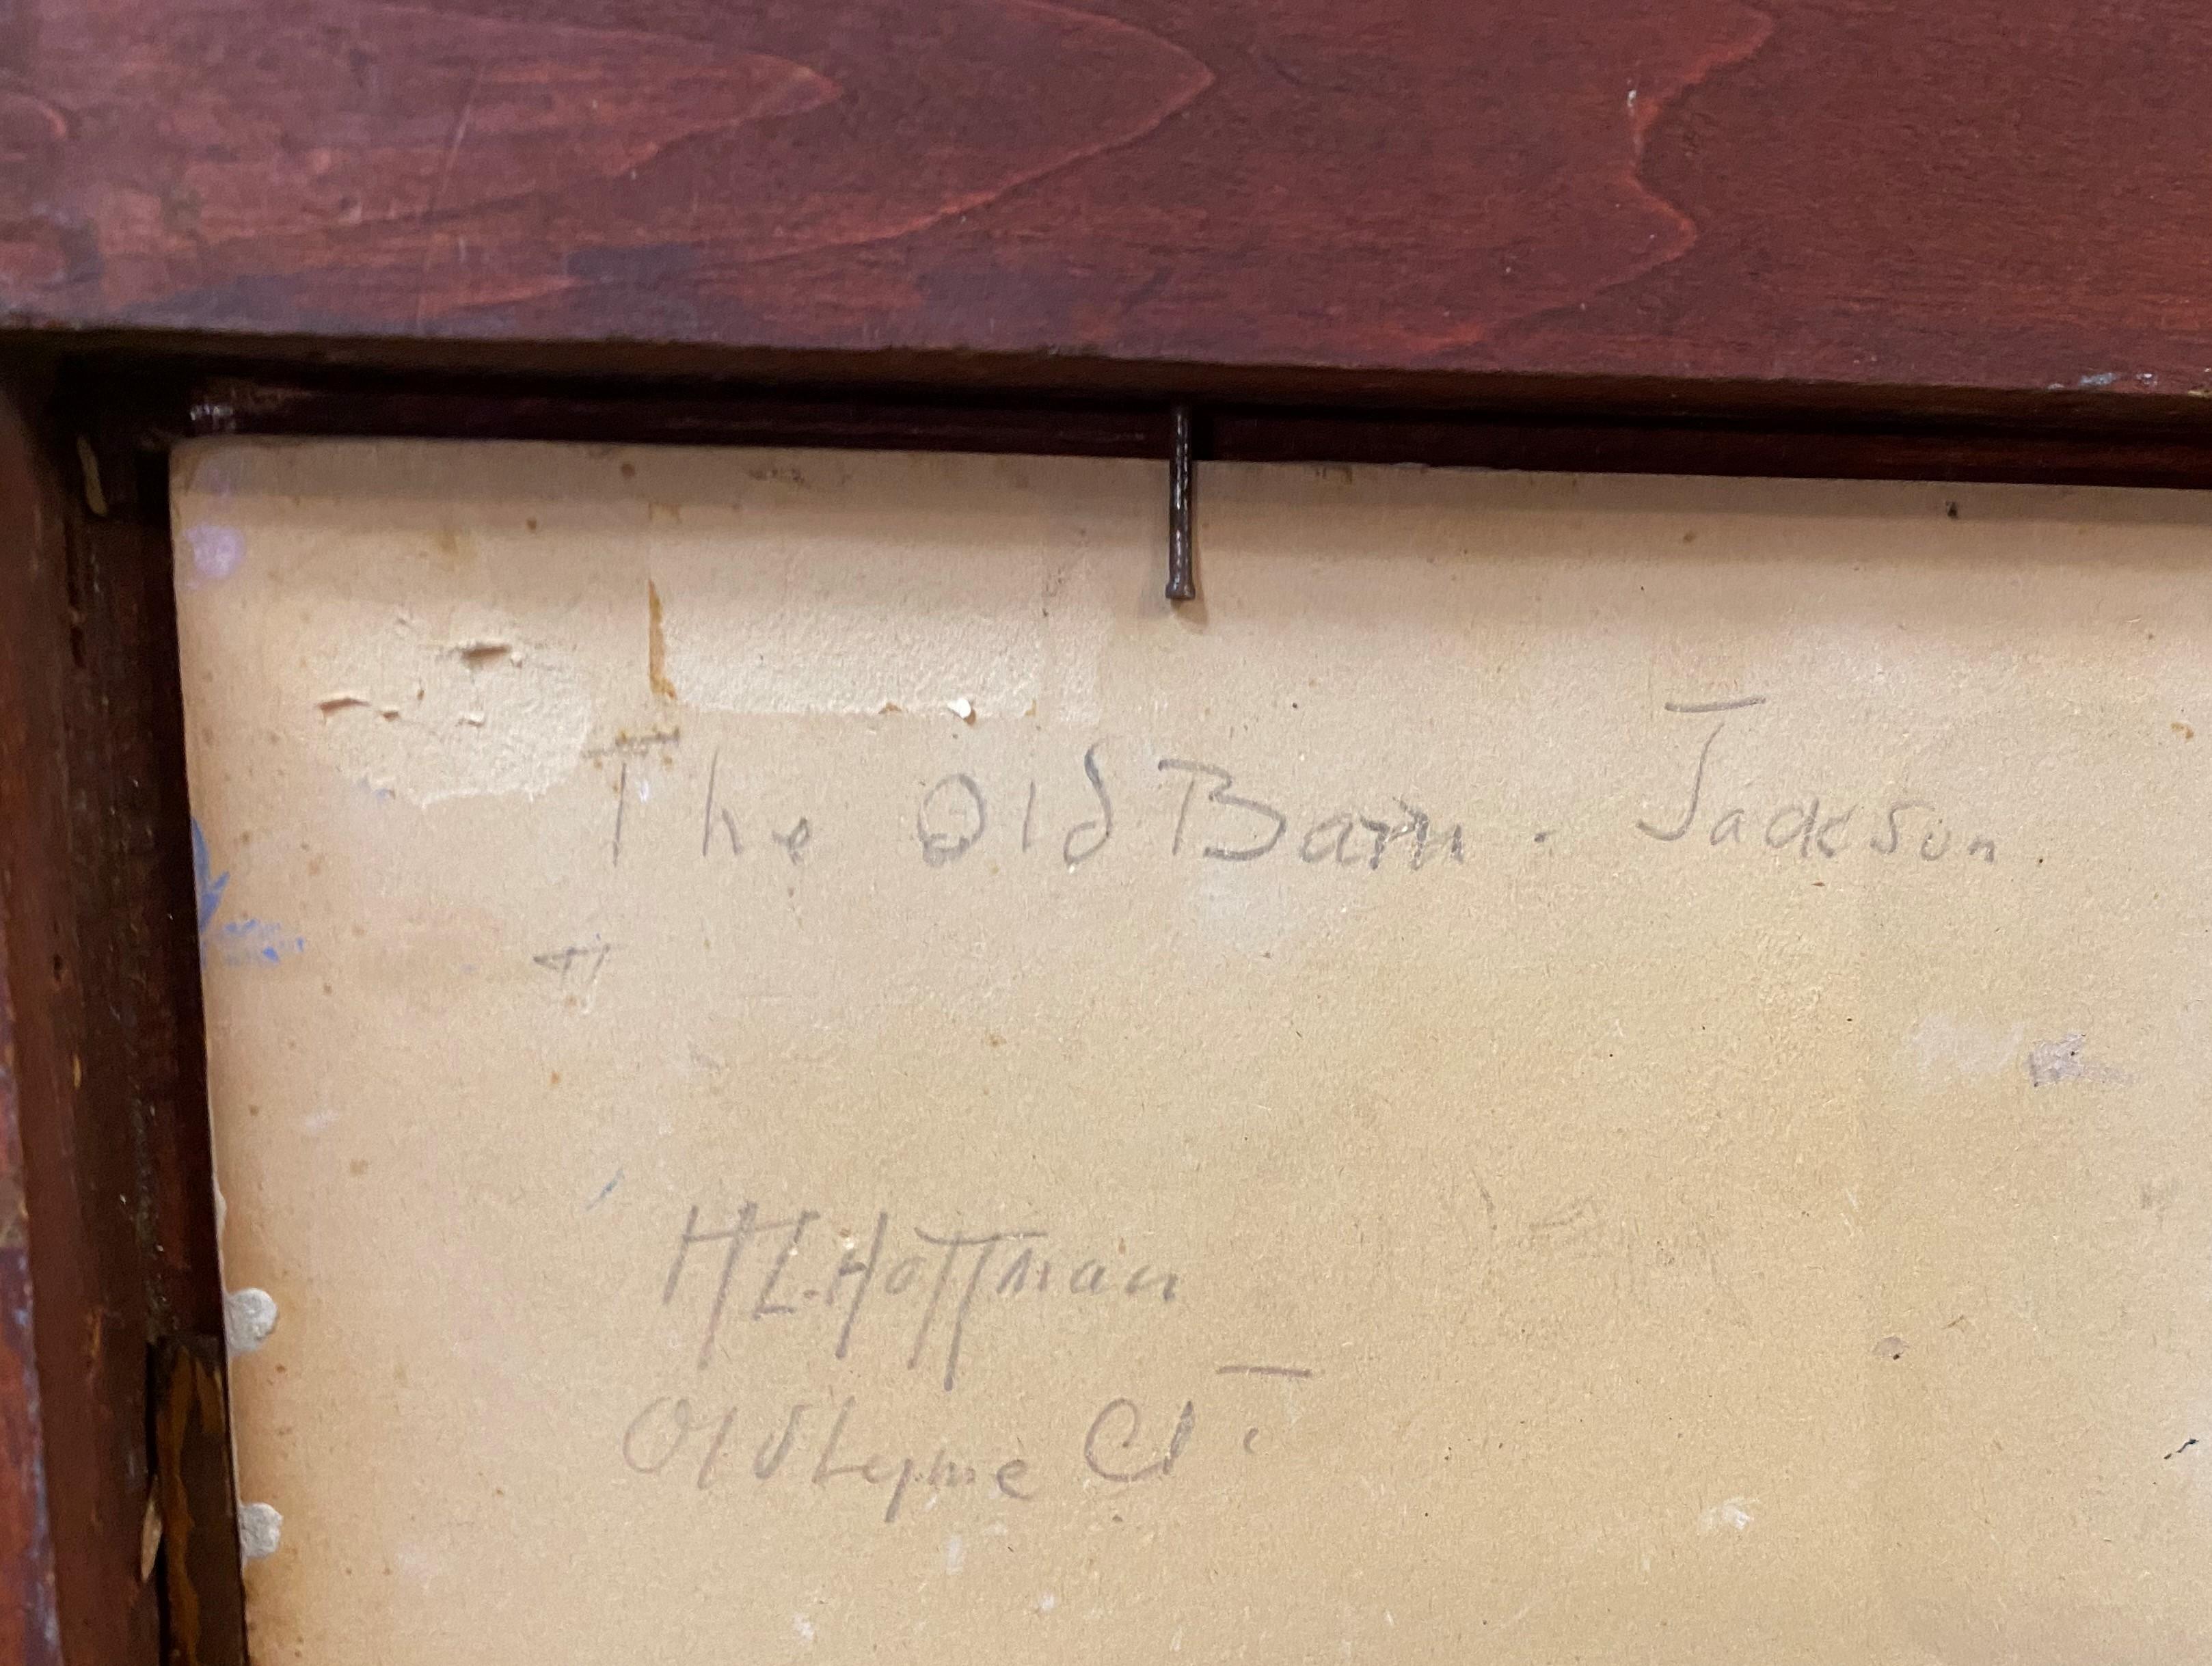 The Old Barn. Jackson.
H L. Hoffman
Old Lyme Ct.